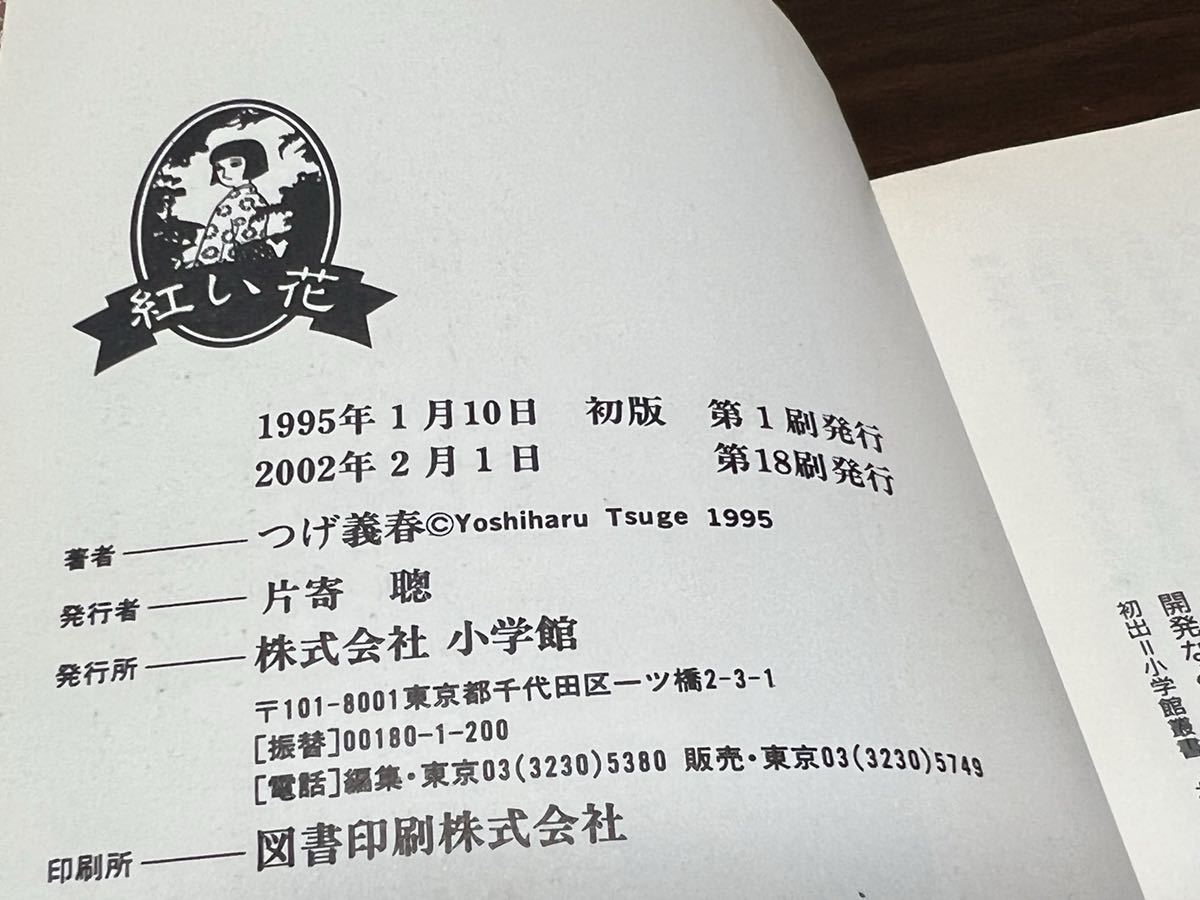 紅い花
1995年1月10日 初版 第1刷発行
2002年2月1日 第18刷発行
著者 つげ義春©Yoshiharu Tsuge 1995
発行者 片寄 聰
発行所 株式会社 小学館
〒101-8001東京都千代田区一ツ橋2-3-1
[振替]00180-1-200
[電話]編集・東京03(3230)5380 販売・東京03(3230)5749
印刷所 図書印刷株式会社
開発な
初出=小学館叢書